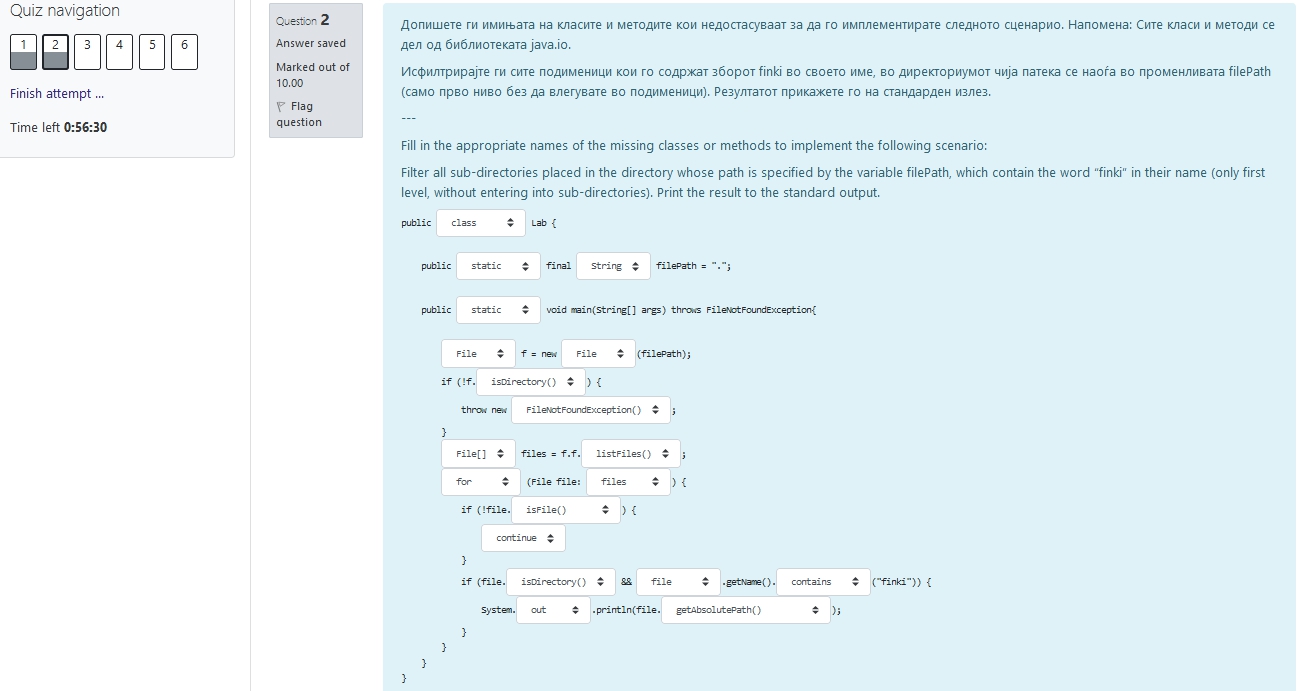 Quiz navigation
1 2 3 4 5 6
Finish attempt ...
Time left 0:56:30
Question 2
Answer saved
Marked out of
10.00
Flag
question
Допишете ги имињата на класите и методите кои недостасуваат за да го имплементирате следното сценарио. Напомена: Сите класи и методи се
дел од библиотеката java.io.
Исфилтрирајте ги сите подименици кои го содржат зборот finki во своето име, во директориумот чија патека се наоѓа во променливата filePath
(само прво ниво без да влегувате во подименици). Резултатот прикажете го на стандарден излез.
---
Fill in the appropriate names of the missing classes or methods to implement the following scenario:
Filter all sub-directories placed in the directory whose path is specified by the variable filePath, which contain the word “finki” in their name (only first
level, without entering into sub-directories). Print the result to the standard output.
public class Lab {
public static final String filePath = ".";
public static void main(String[] args) throws FileNotFoundException{
File f = new File (filePath);
if (!f. isDirectory() ) {
throw new FileNotFoundException() ;
}
File[] files = f.f. listFiles() ;
for (File file: files ) {
if (!file. isFile() ) {
continue
}
if (file. isDirectory() && file .getName(). contains ("finki")) {
System. out .println(file. getAbsolutePath() );
}
}
}
}